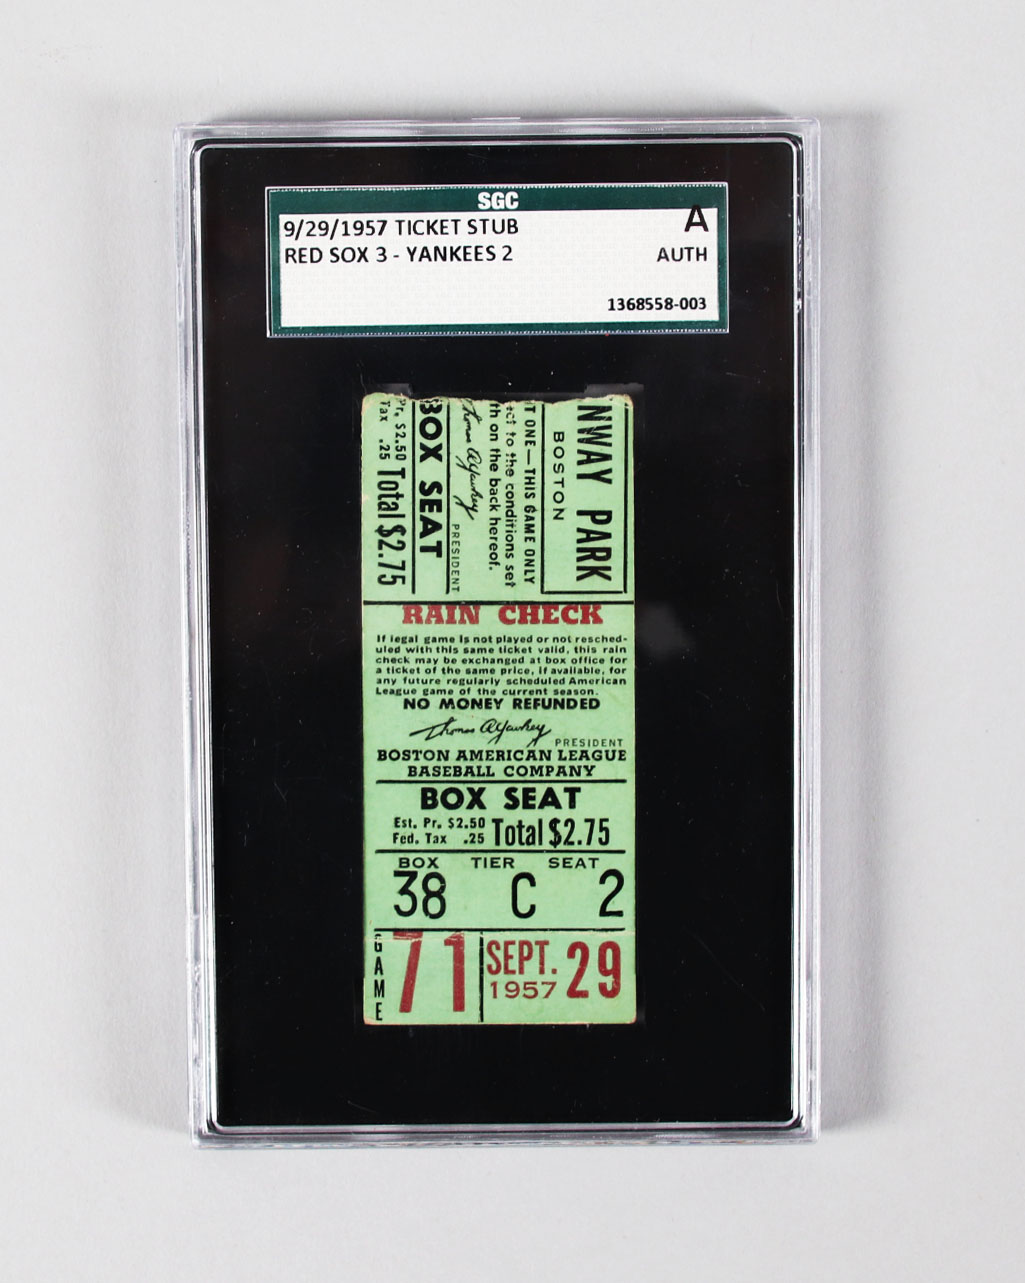 SGC
9/29/1957 TICKET STUB
A
RED SOX 3 - YANKEES 2
AUTH
1368558-003
NWAY PARK
BOSTON
T ONE—THIS GAME ONLY
ect to the conditions set
th on the back hereof.
Thomas A Yawkey
PRESIDENT
BOX SEAT
Pr. $2.50
Tax .25
Total $2.75
RAIN CHECK
If legal game is not played or not resched-
uled with this same ticket valid, this rain
check may be exchanged at box office for
a ticket of the same price, if available, for
any future regularly scheduled American
League game of the current season.
NO MONEY REFUNDED
Thomas A Yawkey
PRESIDENT
BOSTON AMERICAN LEAGUE
BASEBALL COMPANY
BOX SEAT
Est. Pr. $2.50
Fed. Tax .25
Total $2.75
BOX TIER SEAT
38 C 2
GAME
71
SEPT. 29
1957